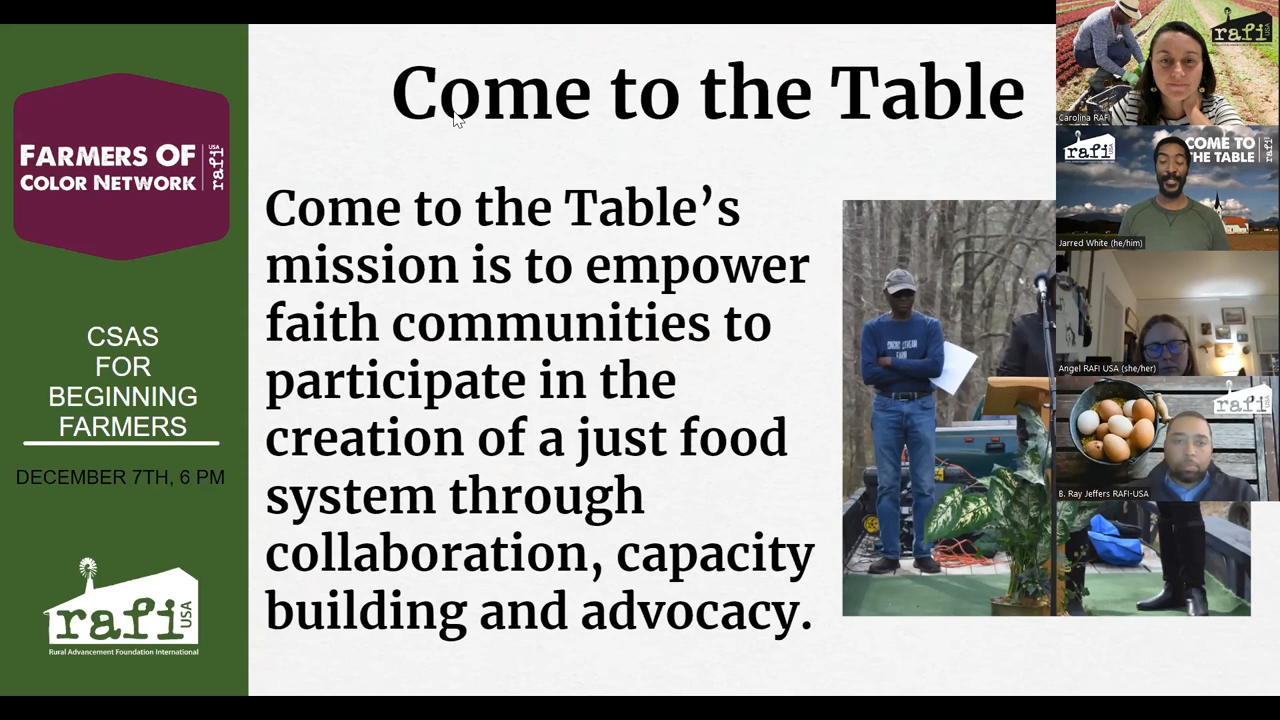 FARMERS OF
COLOR NETWORK
rafi
USA
CSAS
FOR
BEGINNING
FARMERS
DECEMBER 7TH, 6 PM
rafi
USA
Rural Advancement Foundation International
Come to the Table
Come to the Table’s
mission is to empower
faith communities to
participate in the
creation of a just food
system through
collaboration, capacity
building and advocacy.
rafi
USA
Carolina RAFI
rafi
USA
COME TO
THE TABLE
rafi
Jarred White (he/him)
Angel RAFI USA (she/her)
rafi
USA
B. Ray Jeffers RAFI-USA